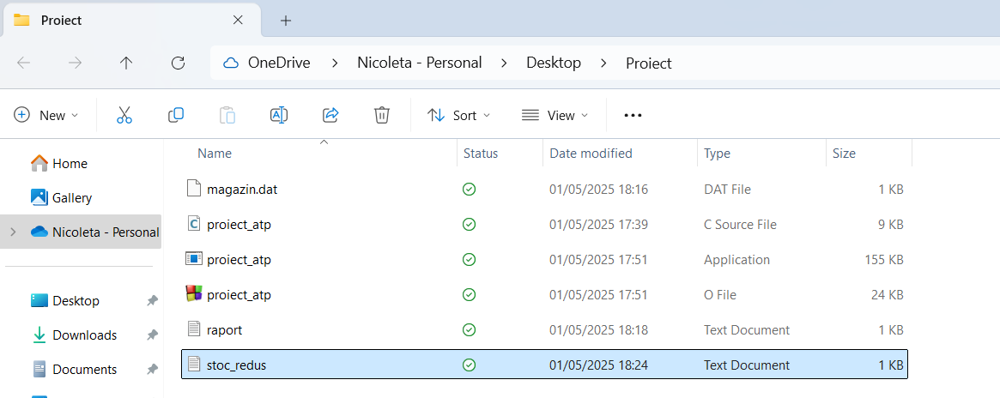 Proiect
OneDrive > Nicoleta - Personal > Desktop > Proiect
New Sort View
Name Status Date modified Type Size
Home
Gallery
Nicoleta - Personal
Desktop
Downloads
Documents
magazin.dat 01/05/2025 18:16 DAT File 1 KB
proiect_atp 01/05/2025 17:39 C Source File 9 KB
proiect_atp 01/05/2025 17:51 Application 155 KB
proiect_atp 01/05/2025 17:51 O File 24 KB
raport 01/05/2025 18:18 Text Document 1 KB
stoc_redus 01/05/2025 18:24 Text Document 1 KB